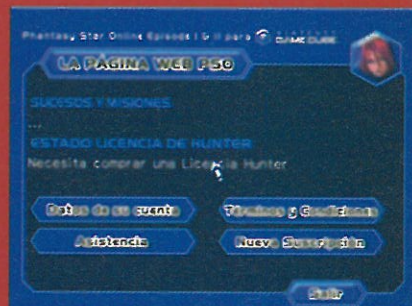 Phantasy Star Online Episode I & II para NINTENDO GAMECUBE
LA PÁGINA WEB PSO
SUCESOS Y MISIONES
...
ESTADO LICENCIA DE HUNTER
Necesita comprar una Licencia Hunter
Datos de su cuenta
Términos y Condiciones
Asistencia
Nueva Suscripción
Salir